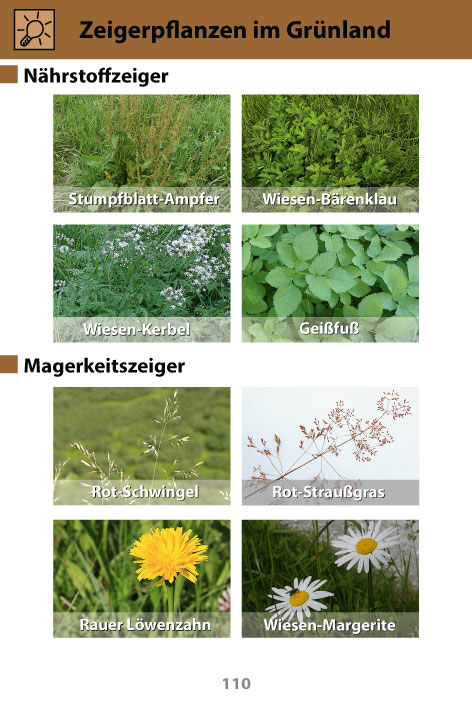 Zeigerpflanzen im Grünland
Nährstoffzeiger
Stumpfblatt-Ampfer
Wiesen-Bärenklau
Wiesen-Kerbel
Geißfuß
Magerkeitszeiger
Rot-Schwingel
Rot-Straußgras
Rauer Löwenzahn
Wiesen-Margerite
110